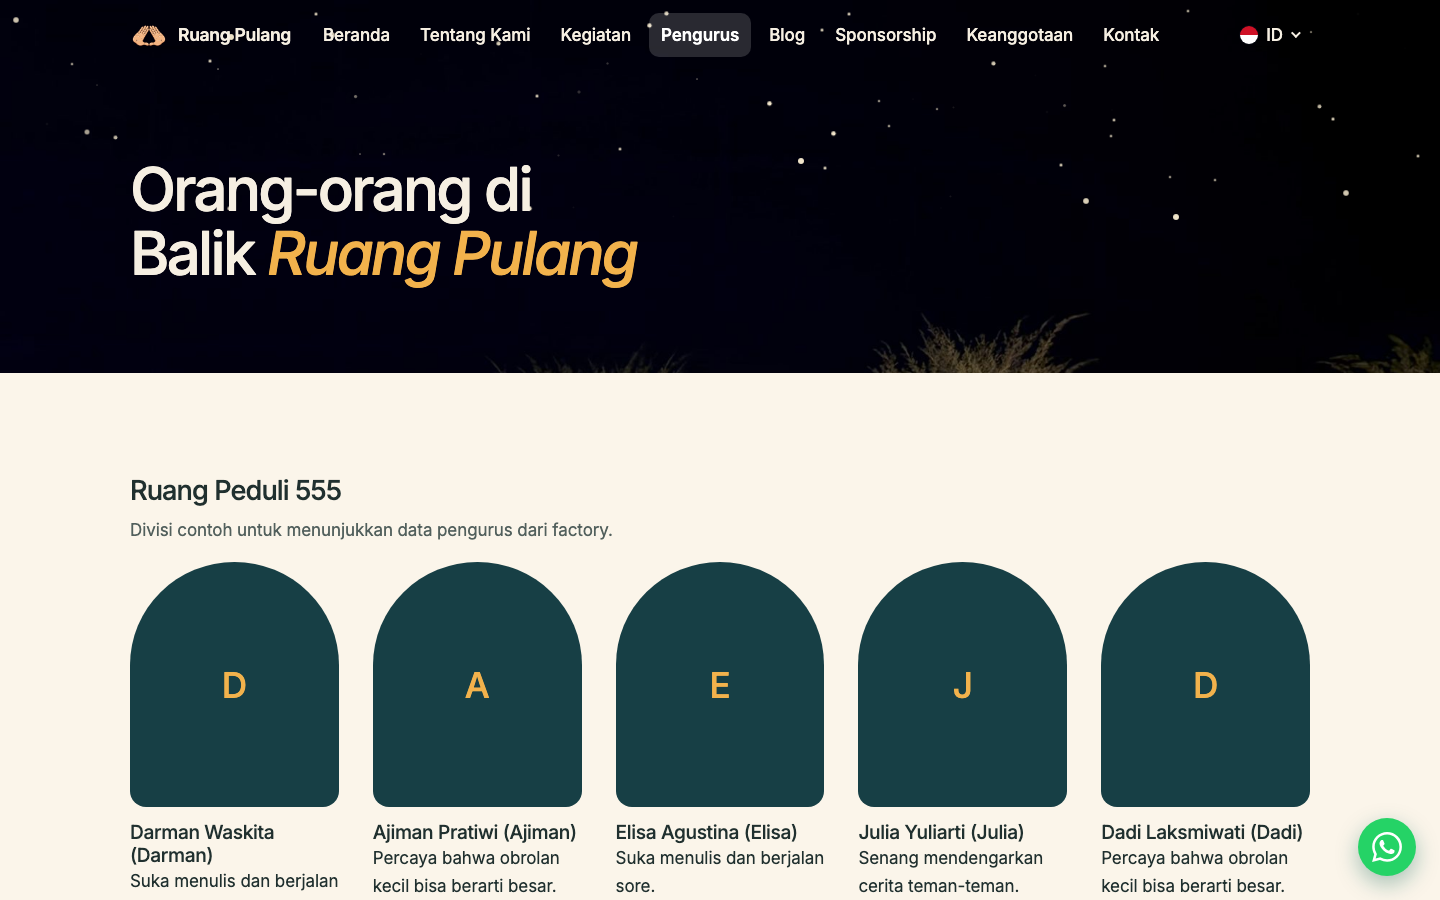 Ruang Pulang Beranda Tentang Kami Kegiatan Pengurus Blog Sponsorship Keanggotaan Kontak ID
Orang-orang di
Balik Ruang Pulang
Ruang Peduli 555
Divisi contoh untuk menunjukkan data pengurus dari factory.
D A E J D
Darman Waskita
(Darman)
Suka menulis dan berjalan
Ajiman Pratiwi (Ajiman)
Percaya bahwa obrolan
kecil bisa berarti besar.
Elisa Agustina (Elisa)
Suka menulis dan berjalan
sore.
Julia Yuliarti (Julia)
Senang mendengarkan
cerita teman-teman.
Dadi Laksmiwati (Dadi)
Percaya bahwa obrolan
kecil bisa berarti besar.